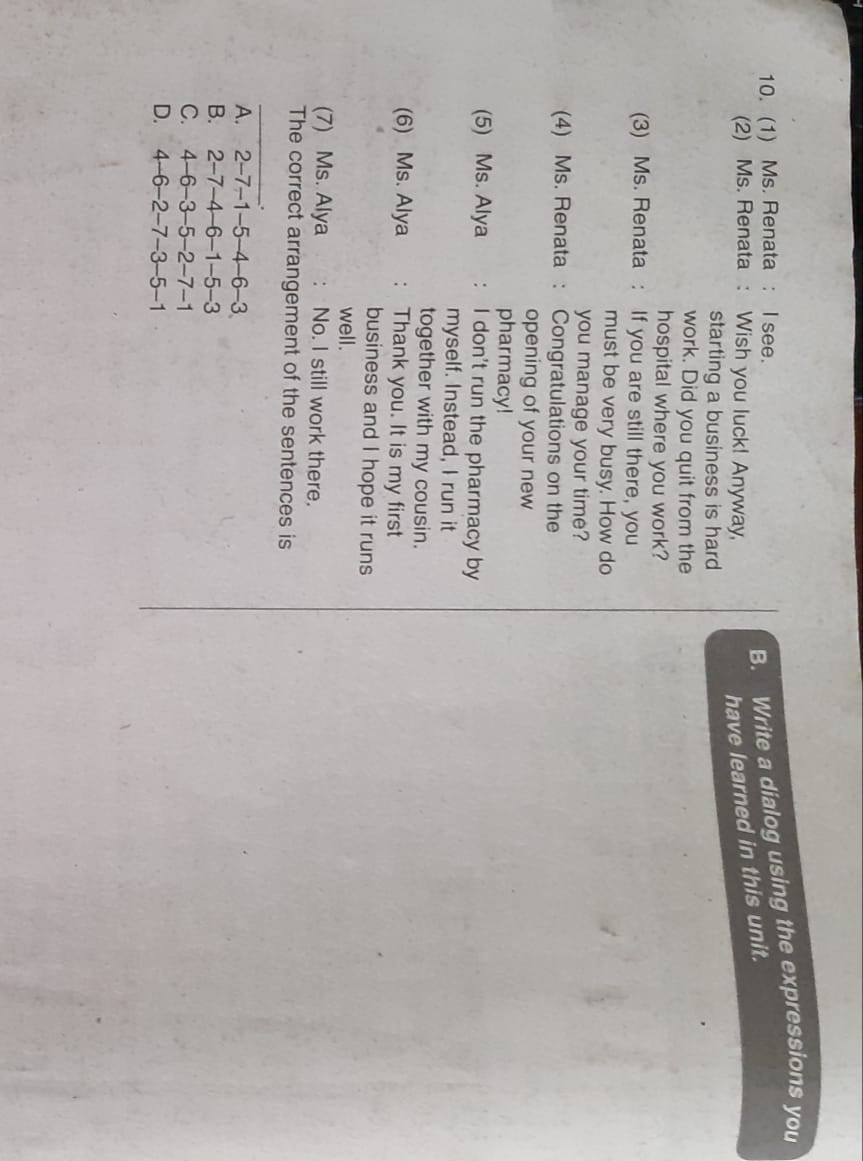 10. (1) Ms. Renata : I see.
(2) Ms. Renata : Wish you luck! Anyway,
starting a business is hard
work. Did you quit from the
hospital where you work?
(3) Ms. Renata : If you are still there, you
must be very busy. How do
you manage your time?
(4) Ms. Renata : Congratulations on the
opening of your new
pharmacy!
(5) Ms. Alya : I don't run the pharmacy by
myself. Instead, I run it
together with my cousin.
(6) Ms. Alya : Thank you. It is my first
business and I hope it runs
well.
(7) Ms. Alya : No. I still work there.
The correct arrangement of the sentences is
________.
A. 2–7–1–5–4–6–3
B. 2–7–4–6–1–5–3
C. 4–6–3–5–2–7–1
D. 4–6–2–7–3–5–1
B. Write a dialog using the expressions you
have learned in this unit.